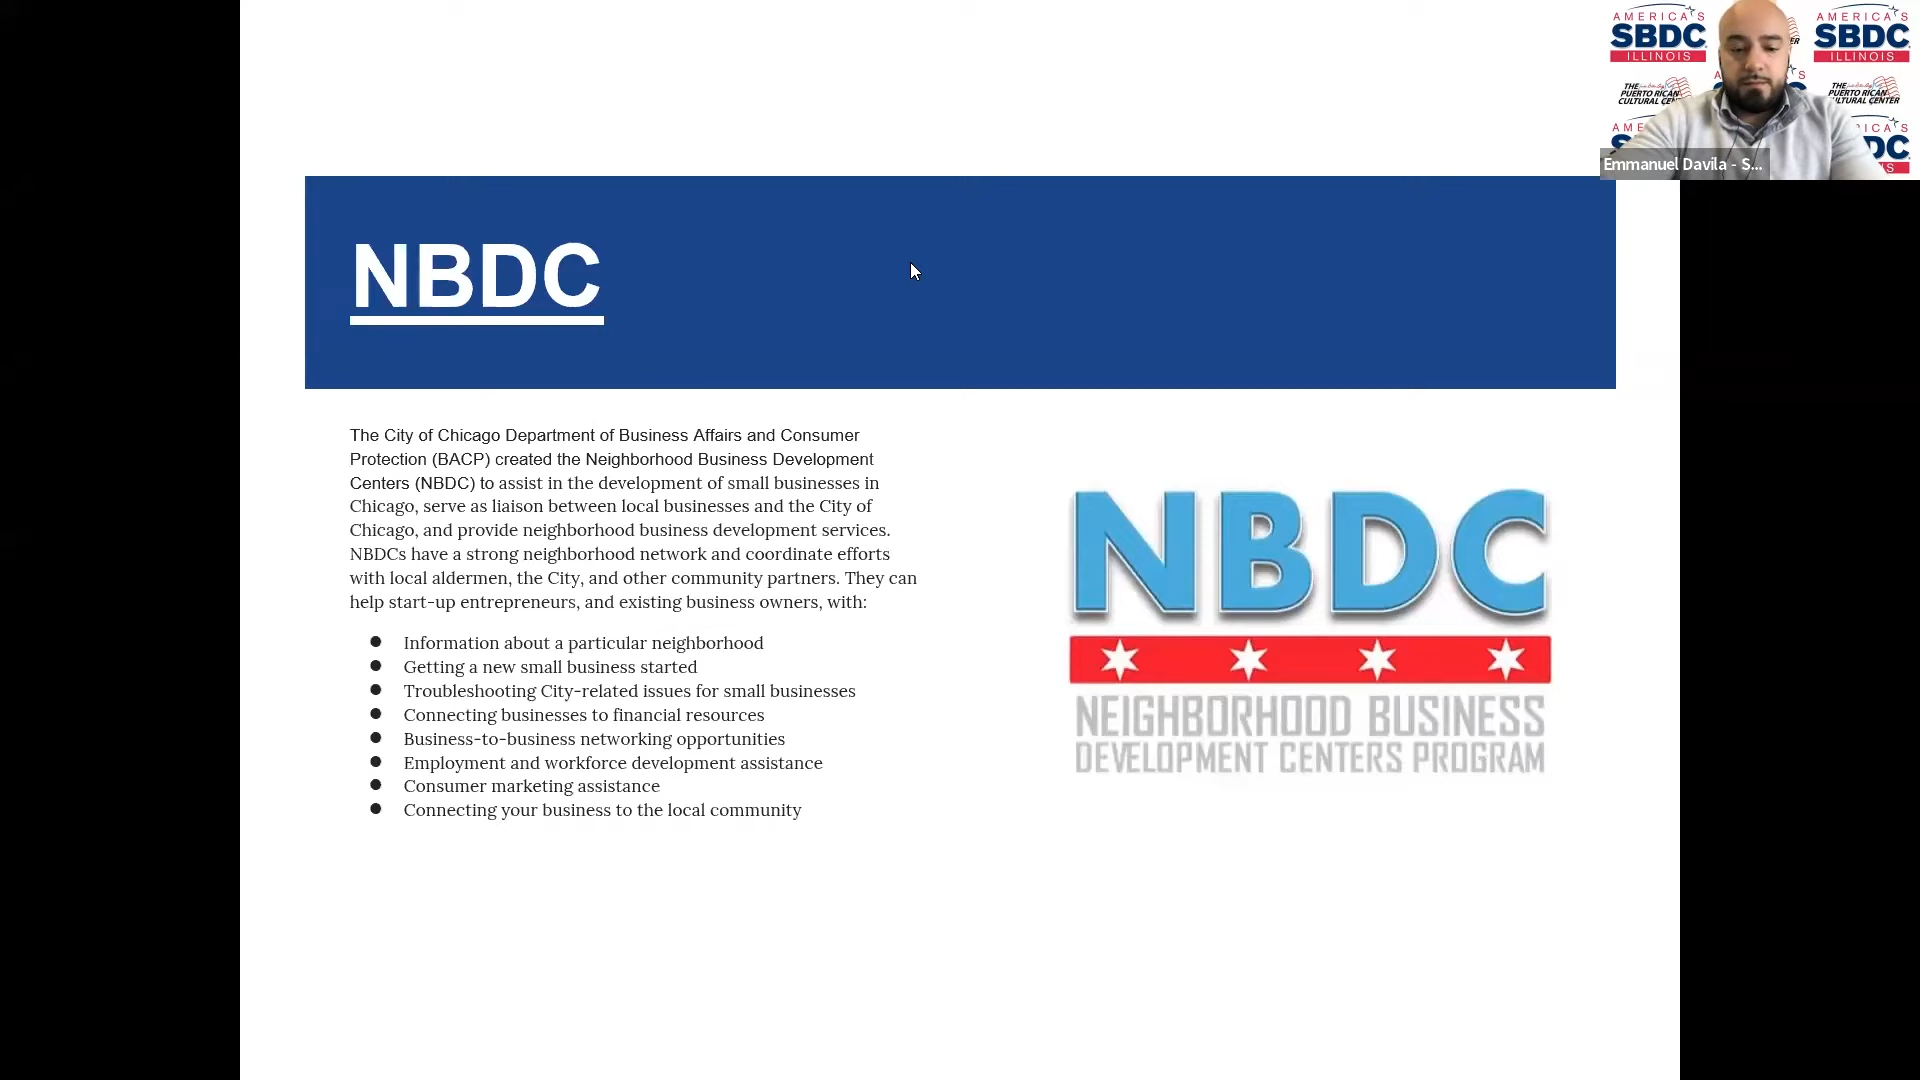 NBDC
The City of Chicago Department of Business Affairs and Consumer
Protection (BACP) created the Neighborhood Business Development
Centers (NBDC) to assist in the development of small businesses in
Chicago, serve as liaison between local businesses and the City of
Chicago, and provide neighborhood business development services.
NBDCs have a strong neighborhood network and coordinate efforts
with local aldermen, the City, and other community partners. They can
help start-up entrepreneurs, and existing business owners, with:
● Information about a particular neighborhood
● Getting a new small business started
● Troubleshooting City-related issues for small businesses
● Connecting businesses to financial resources
● Business-to-business networking opportunities
● Employment and workforce development assistance
● Consumer marketing assistance
● Connecting your business to the local community
NBDC
NEIGHBORHOOD BUSINESS
DEVELOPMENT CENTERS PROGRAM
AMERICA'S
SBDC
ILLINOIS
AMERICA'S
SBDC
ILLINOIS
THE
PUERTO RICAN
CULTURAL CEN
THE
PUERTO RICAN
LTURAL CENTER
Emmanuel Davila - S...